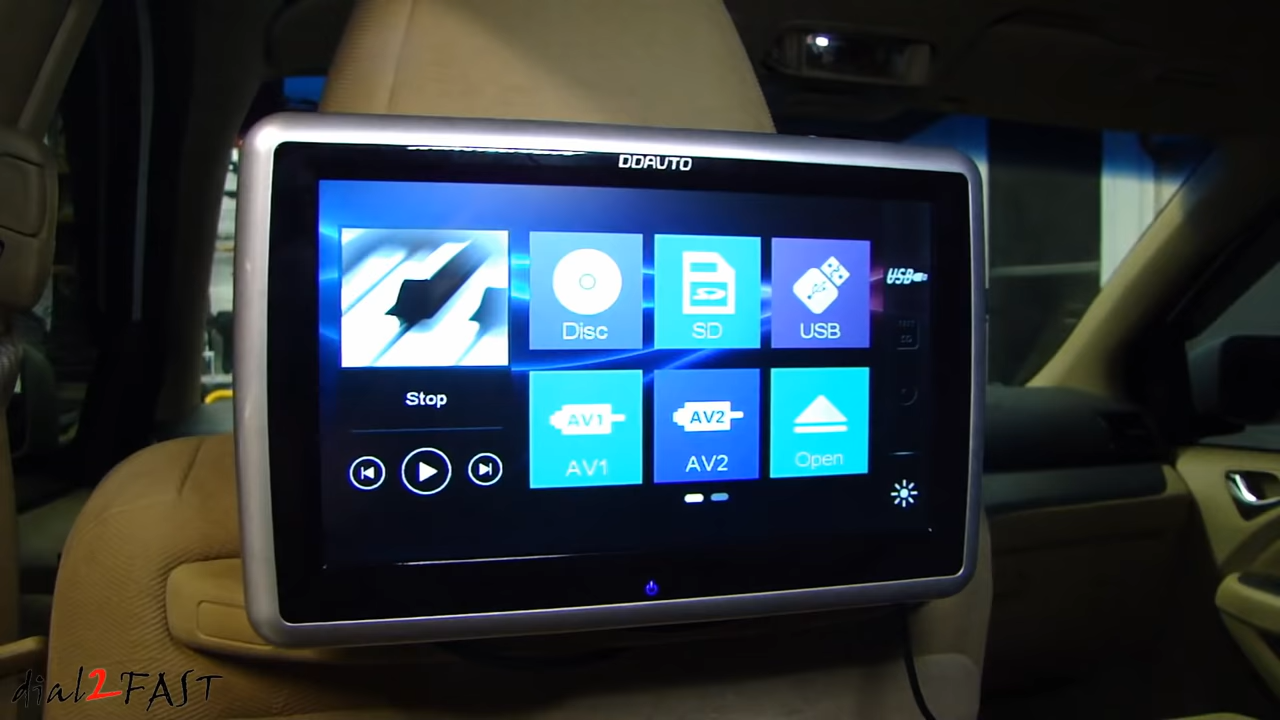 DDAUTO
Disc
SD
USB
USB
Stop
AV1
AV2
AV1
AV2
Open
dial2FAST